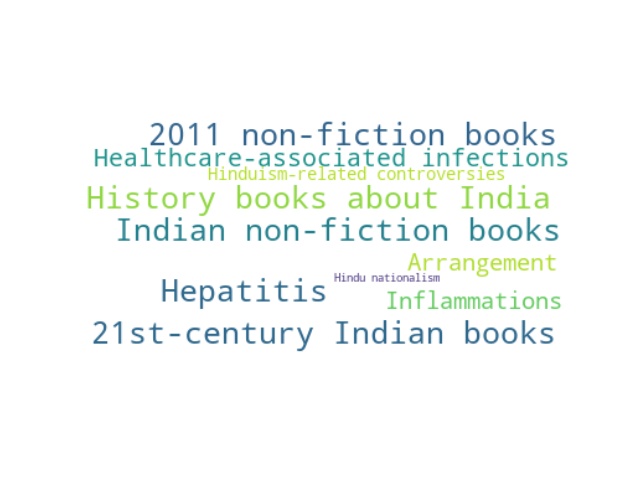 2011 non-fiction books
Healthcare-associated infections
Hinduism-related controversies
History books about India
Indian non-fiction books
Arrangement
Hindu nationalism
Hepatitis
Inflammations
21st-century Indian books